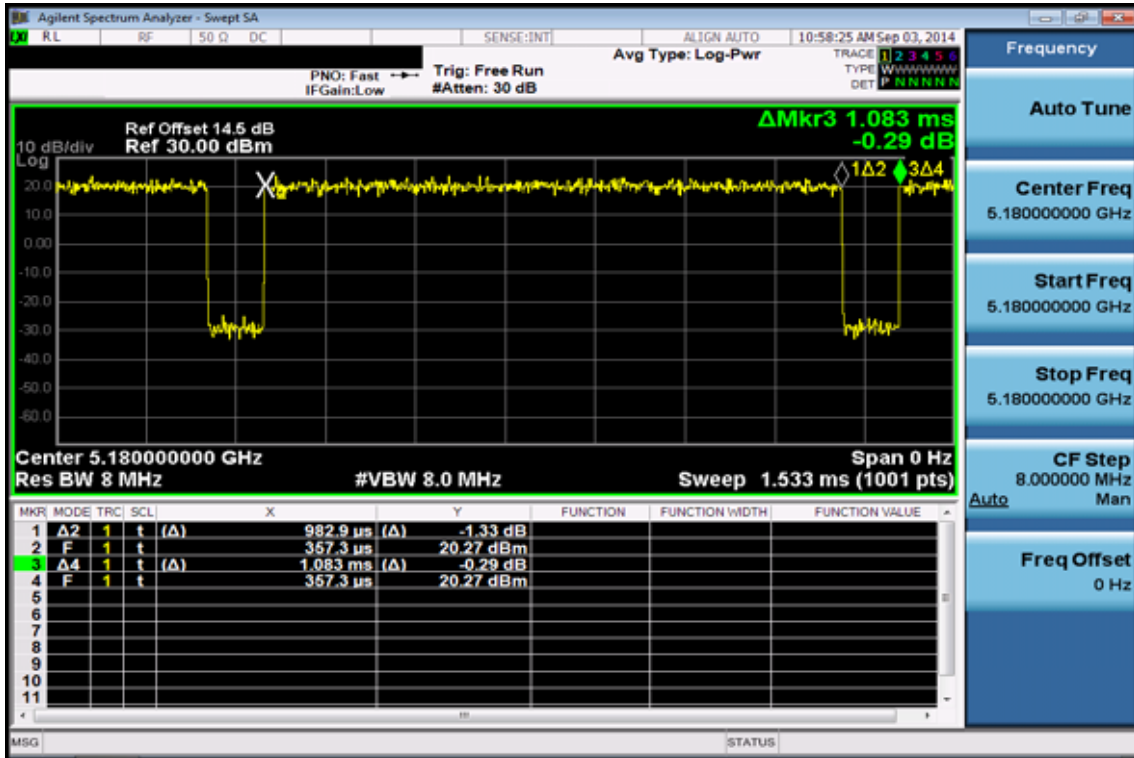 Agilent Spectrum Analyzer - Swept SA
RL RF 50 Ω DC SENSE:INT ALIGN AUTO 10:58:25 AM Sep 03, 2014
Avg Type: Log-Pwr TRACE 1 2 3 4 5 6
PNO: Fast Trig: Free Run TYPE WWWWWW
IFGain:Low #Atten: 30 dB DET P N N N N N
ΔMkr3 1.083 ms
Ref Offset 14.5 dB
10 dB/div Ref 30.00 dBm -0.29 dB
Log
1Δ2 3Δ4
20.0
10.0
0.00
-10.0
-20.0
-30.0
-40.0
-50.0
-60.0
Center 5.180000000 GHz Span 0 Hz
Res BW 8 MHz #VBW 8.0 MHz Sweep 1.533 ms (1001 pts)
MKR MODE TRC SCL X Y FUNCTION FUNCTION WIDTH FUNCTION VALUE
1 Δ2 1 t (Δ) 982.9 µs (Δ) -1.33 dB
2 F 1 t 357.3 µs 20.27 dBm
3 Δ4 1 t (Δ) 1.083 ms (Δ) -0.29 dB
4 F 1 t 357.3 µs 20.27 dBm
5
6
7
8
9
10
11
MSG STATUS
Frequency
Auto Tune
Center Freq
5.180000000 GHz
Start Freq
5.180000000 GHz
Stop Freq
5.180000000 GHz
CF Step
8.000000 MHz
Auto Man
Freq Offset
0 Hz